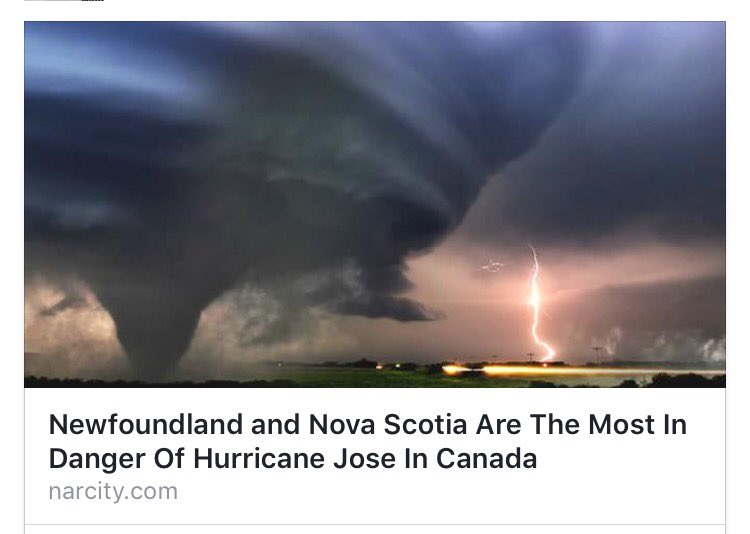 Newfoundland and Nova Scotia Are The Most In
Danger Of Hurricane Jose In Canada
narcity.com